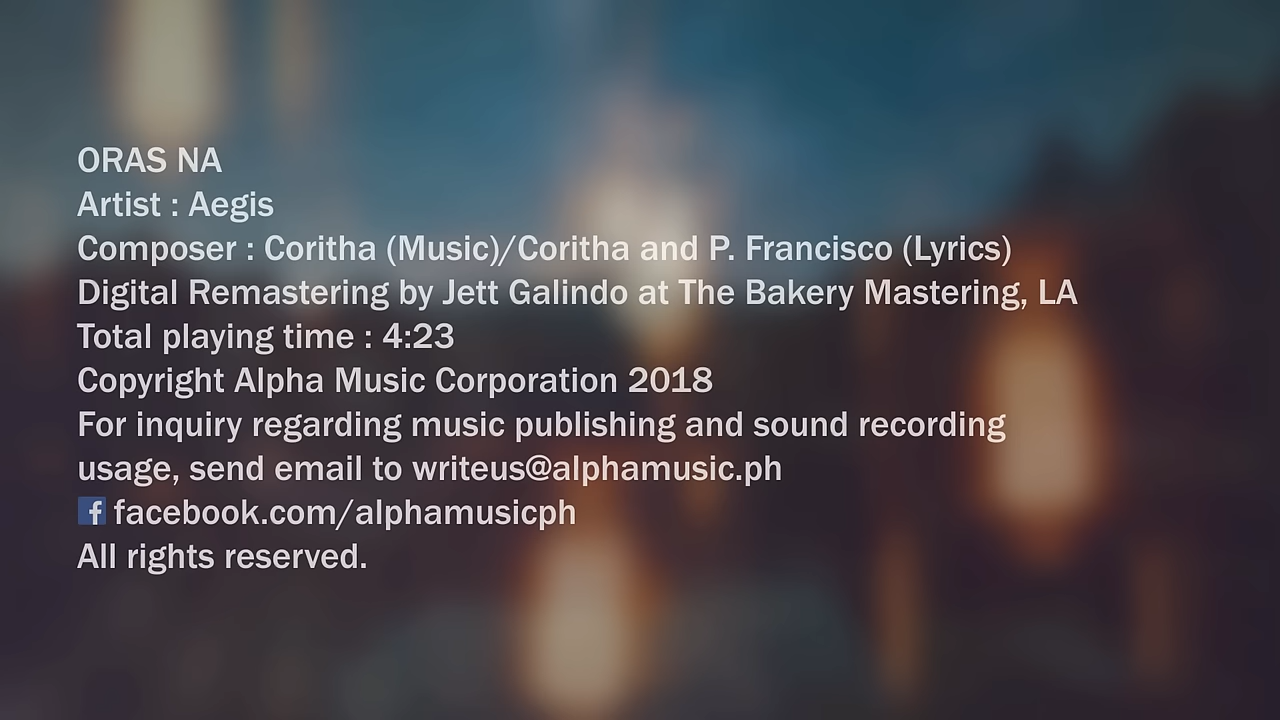 ORAS NA
Artist : Aegis
Composer : Coritha (Music)/Coritha and P. Francisco (Lyrics)
Digital Remastering by Jett Galindo at The Bakery Mastering, LA
Total playing time : 4:23
Copyright Alpha Music Corporation 2018
For inquiry regarding music publishing and sound recording
usage, send email to writeus@alphamusic.ph
f facebook.com/alphamusicph
All rights reserved.